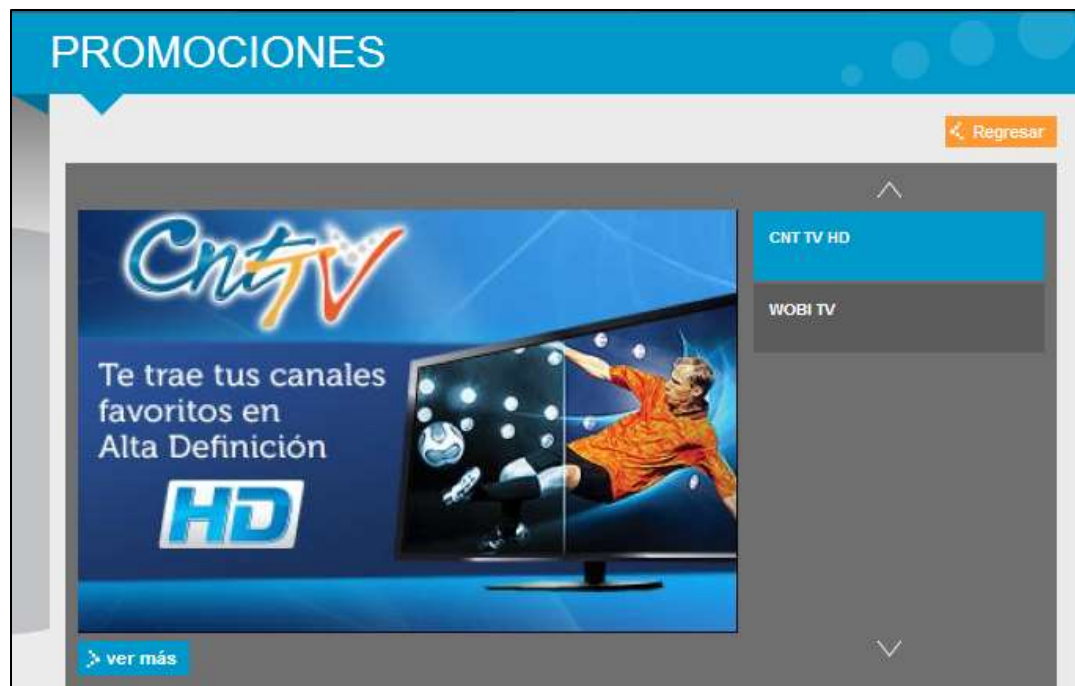 PROMOCIONES
Regresar
CntTV
Te trae tus canales
favoritos en
Alta Definición
HD
CNT TV HD
WOBI TV
ver más